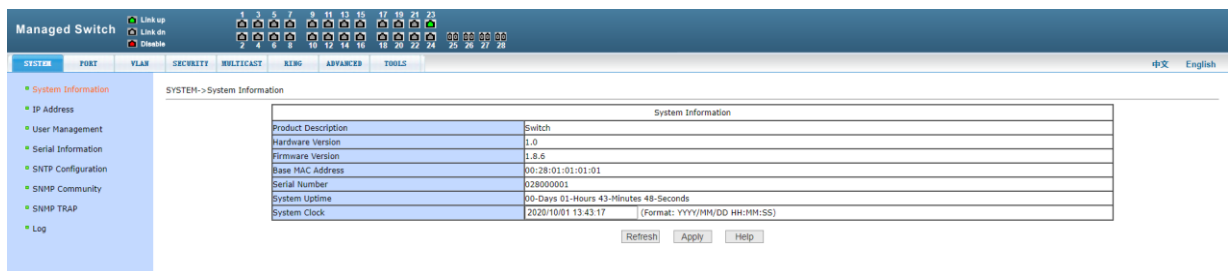 Managed Switch
Link up
Link dn
Disable
1 3 5 7 9 11 13 15 17 19 21 23
2 4 6 8 10 12 14 16 18 20 22 24 25 26 27 28
SYSTEM PORT VLAN SECURITY MULTICAST RING ADVANCED TOOLS 中文 English
System Information
IP Address
User Management
Serial Information
SNTP Configuration
SNMP Community
SNMP TRAP
Log
SYSTEM->System Information
System Information
Product Description Switch
Hardware Version 1.0
Firmware Version 1.8.6
Base MAC Address 00:28:01:01:01:01
Serial Number 028000001
System Uptime 00-Days 01-Hours 43-Minutes 48-Seconds
System Clock 2020/10/01 13:43:17 (Format: YYYY/MM/DD HH:MM:SS)
Refresh Apply Help